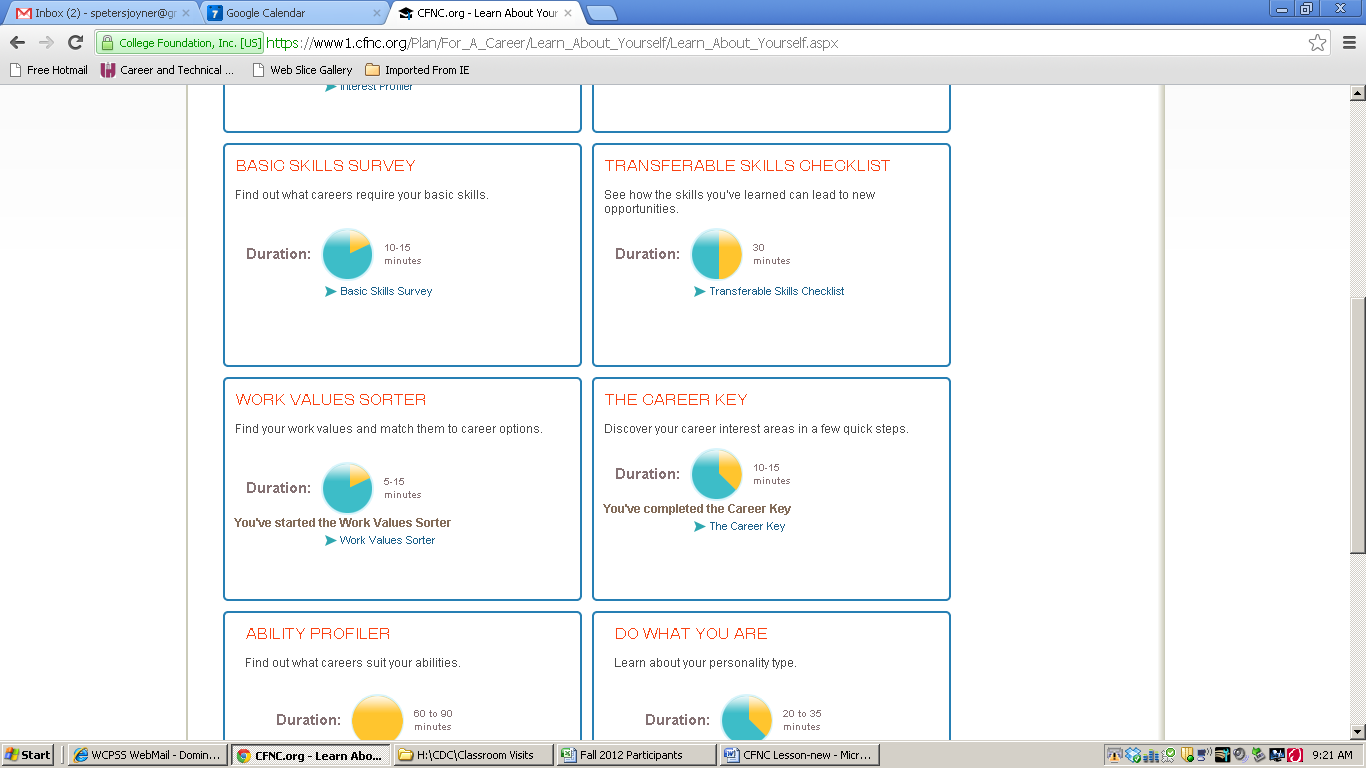 Inbox (2) - spetersjoyner@gr
7 Google Calendar
CFNC.org - Learn About Your
College Foundation, Inc. [US] https://www1.cfnc.org/Plan/For_A_Career/Learn_About_Yourself/Learn_About_Yourself.aspx
Free Hotmail Career and Technical ... Web Slice Gallery Imported From IE
Interest Profiler
BASIC SKILLS SURVEY
Find out what careers require your basic skills.
Duration: 10-15
minutes
Basic Skills Survey
TRANSFERABLE SKILLS CHECKLIST
See how the skills you've learned can lead to new
opportunities.
Duration: 30
minutes
Transferable Skills Checklist
WORK VALUES SORTER
Find your work values and match them to career options.
Duration: 5-15
minutes
You've started the Work Values Sorter
Work Values Sorter
THE CAREER KEY
Discover your career interest areas in a few quick steps.
Duration: 10-15
minutes
You've completed the Career Key
The Career Key
ABILITY PROFILER
Find out what careers suit your abilities.
Duration: 60 to 90
minutes
DO WHAT YOU ARE
Learn about your personality type.
Duration: 20 to 35
minutes
Start WCPSS WebMail - Domin... CFNC.org - Learn Abo... H:\CDC\Classroom Visits Fall 2012 Participants CFNC Lesson-new - Micr... 9:21 AM